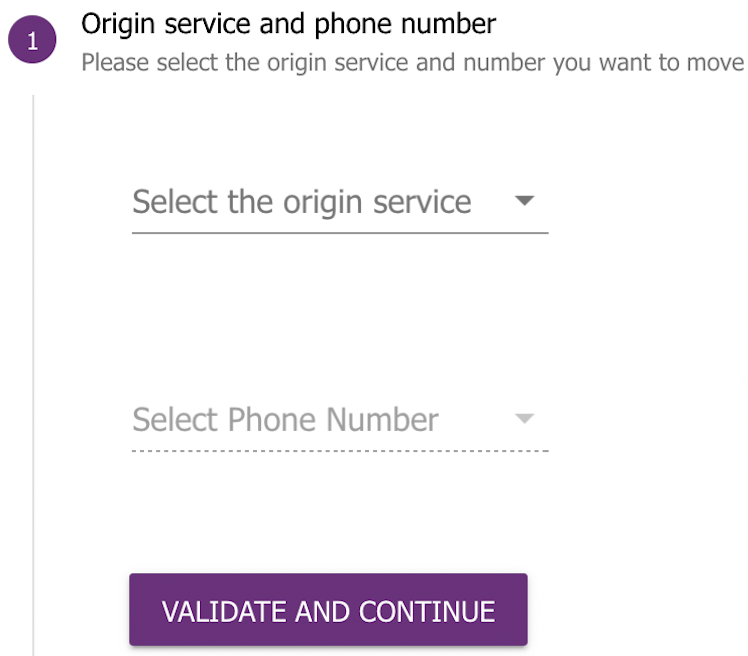 1
Origin service and phone number
Please select the origin service and number you want to move
Select the origin service
Select Phone Number
VALIDATE AND CONTINUE